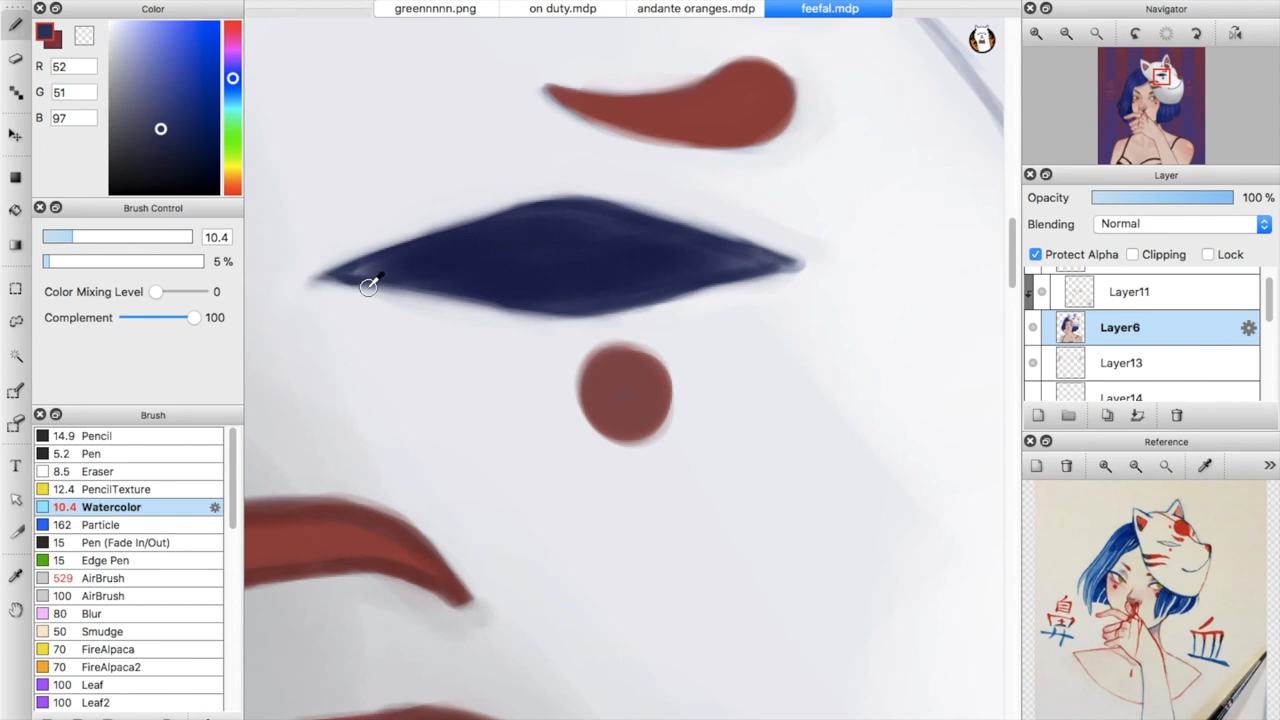 greennnnn.png
on duty.mdp
andante oranges.mdp
feefal.mdp
Color
R 52
G 51
B 97
Brush Control
10.4
5 %
Color Mixing Level 0
Complement 100
Brush
14.9 Pencil
5.2 Pen
8.5 Eraser
12.4 PencilTexture
10.4 Watercolor
162 Particle
15 Pen (Fade In/Out)
15 Edge Pen
529 AirBrush
100 AirBrush
80 Blur
50 Smudge
70 FireAlpaca
70 FireAlpaca2
100 Leaf
100 Leaf2
T
Navigator
Layer
Opacity 100 %
Blending Normal
Protect Alpha Clipping Lock
Layer11
Layer6
Layer13
Layer14
Reference
鼻
血